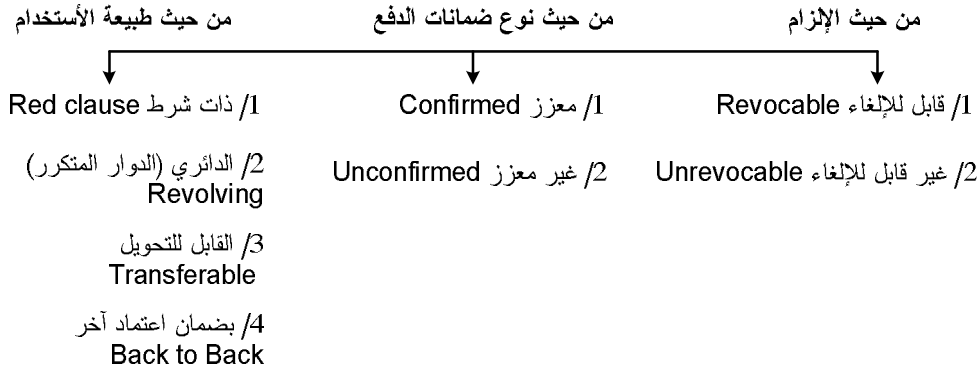 من حيث الإلزام
من حيث نوع ضمانات الدفع
من حيث طبيعة الأستخدام
1/ قابل للإلغاء Revocable
2/ غير قابل للإلغاء Unrevocable
1/ معزز Confirmed
2/ غير معزز Unconfirmed
1/ ذات شرط Red clause
2/ الدائري (الدوار المتكرر)
Revolving
3/ القابل للتحويل
Transferable
4/ بضمان اعتماد آخر
Back to Back